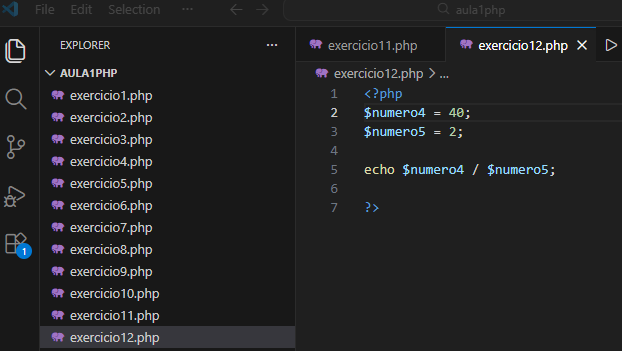 File Edit Selection ...
aula1php
EXPLORER ...
AULA1PHP
exercicio1.php
exercicio2.php
exercicio3.php
exercicio4.php
exercicio5.php
exercicio6.php
exercicio7.php
exercicio8.php
exercicio9.php
exercicio10.php
exercicio11.php
exercicio12.php
1
exercicio11.php
exercicio12.php
exercicio12.php > ...
1 <?php
2 $numero4 = 40;
3 $numero5 = 2;
4
5 echo $numero4 / $numero5;
6
7 ?>